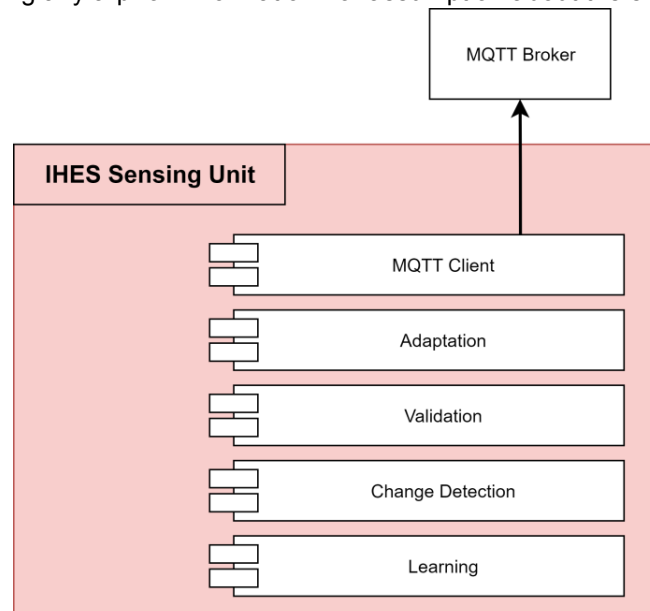 MQTT Broker
IHES Sensing Unit
MQTT Client
Adaptation
Validation
Change Detection
Learning